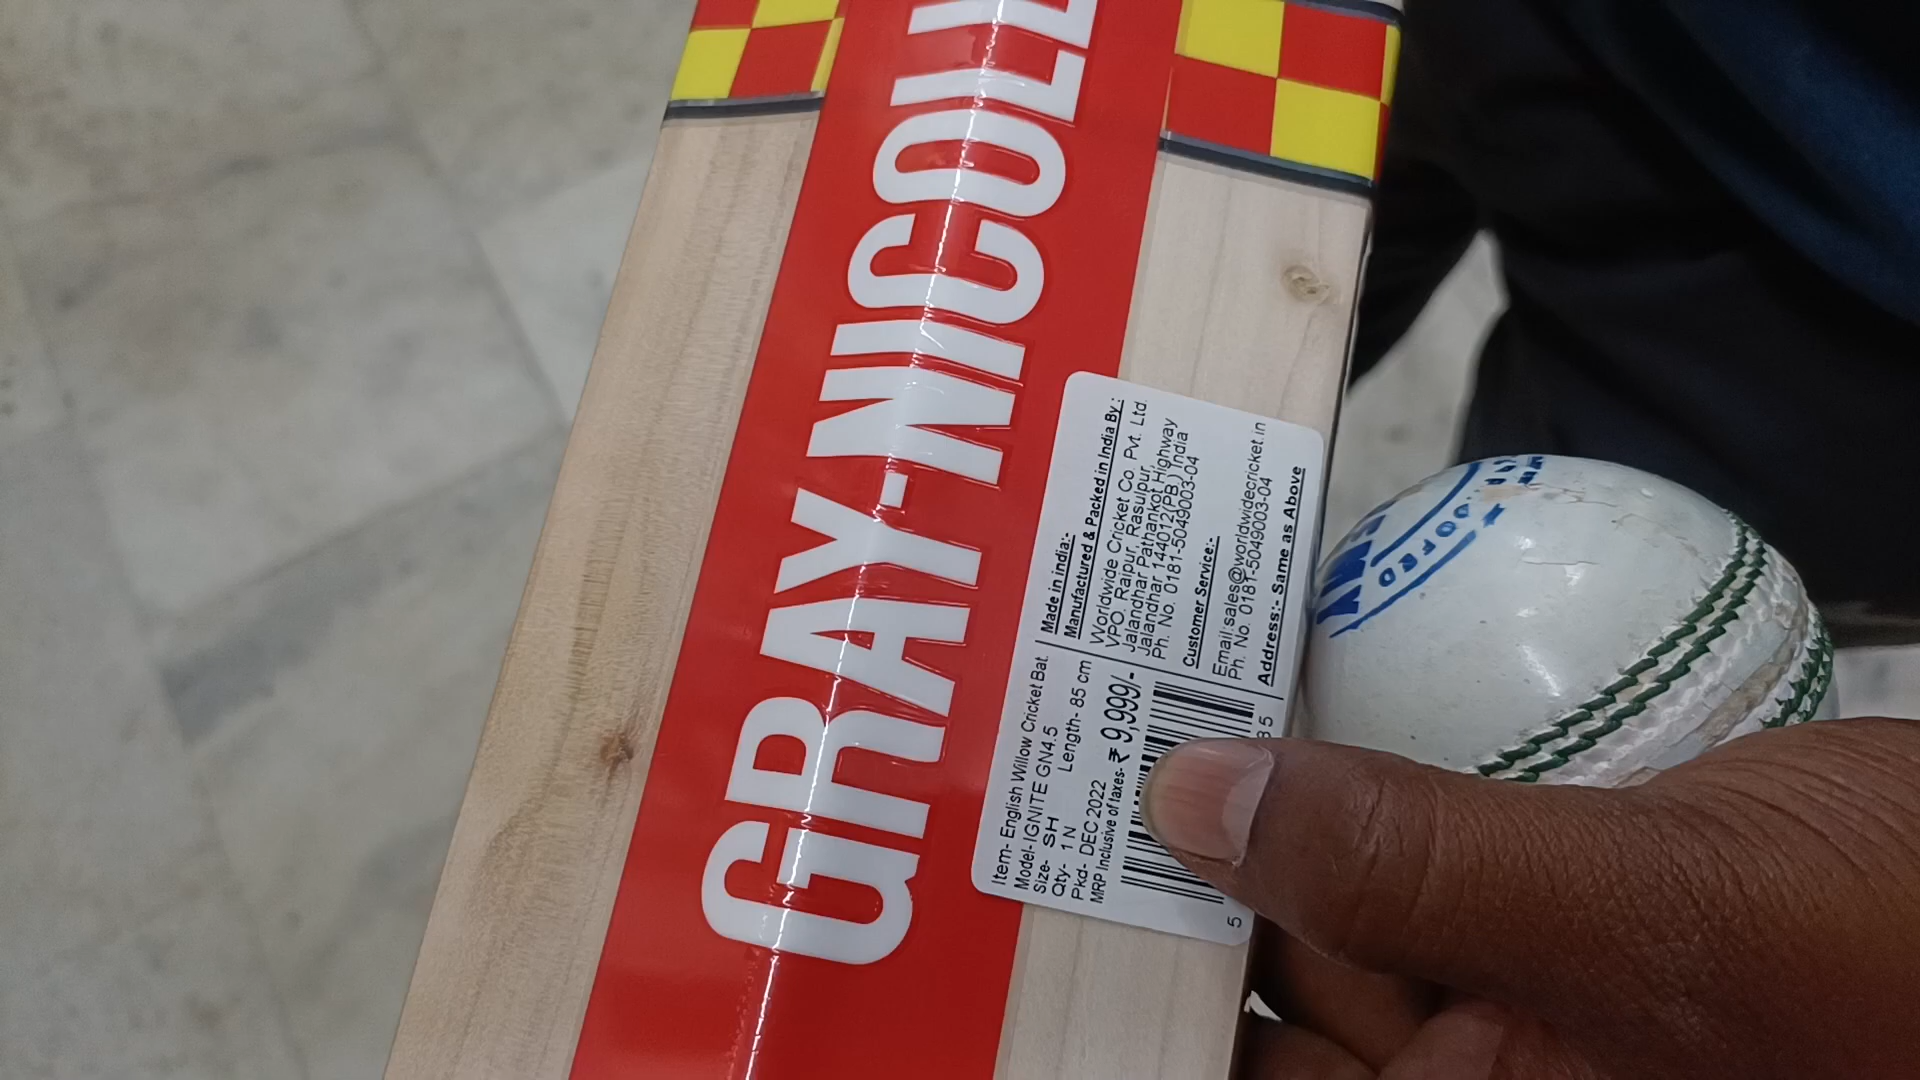 GRAY-NICOLL
Item- English Willow Cricket Bat
Model- IGNITE GN4.5
Size- SH
Qty- 1 N Length- 85 cm
Pkd- DEC 2022
MRP Inclusive of taxes- ₹ 9,999/-
5
85
Made in india:-
Manufactured & Packed in India By :
Worldwide Cricket Co. Pvt. Ltd.
VPO. Raipur, Rasulpur,
Jalandhar Pathankot Highway
Jalandhar 144012(PB.) India
Ph. No. 0181-5049003-04
Customer Service:-
Email:sales@worldwidecricket.in
Ph. No. 0181-5049003-04
Address:- Same as Above